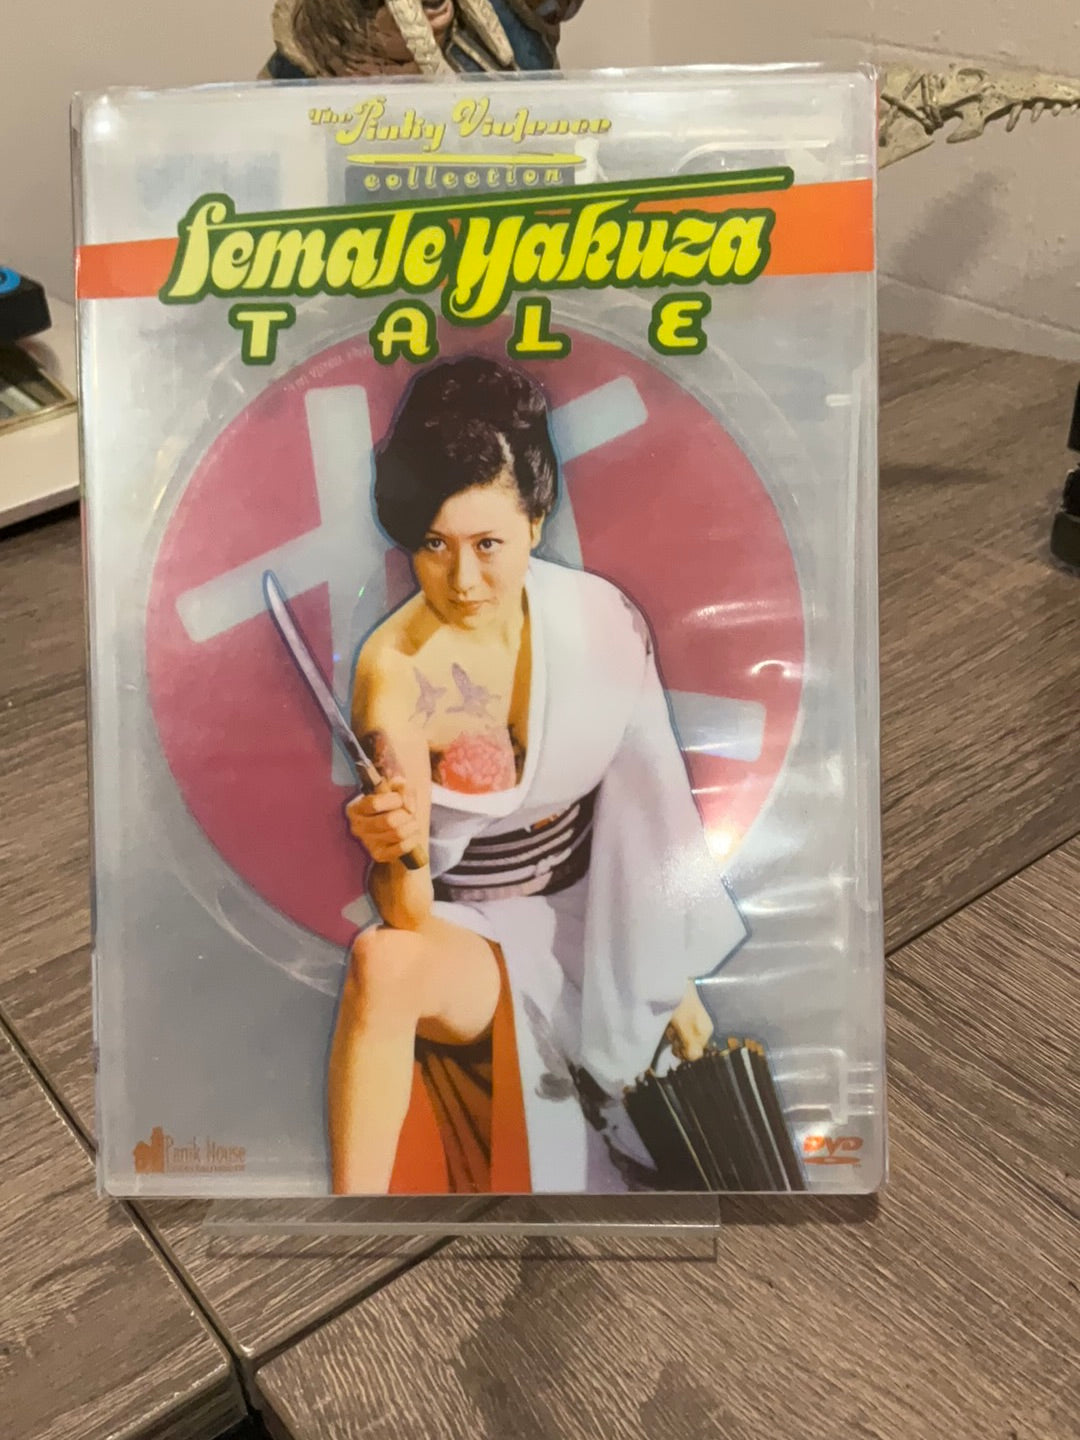 The Pinky Violence
collection
female yakuza
TALE
Panik House
DVD